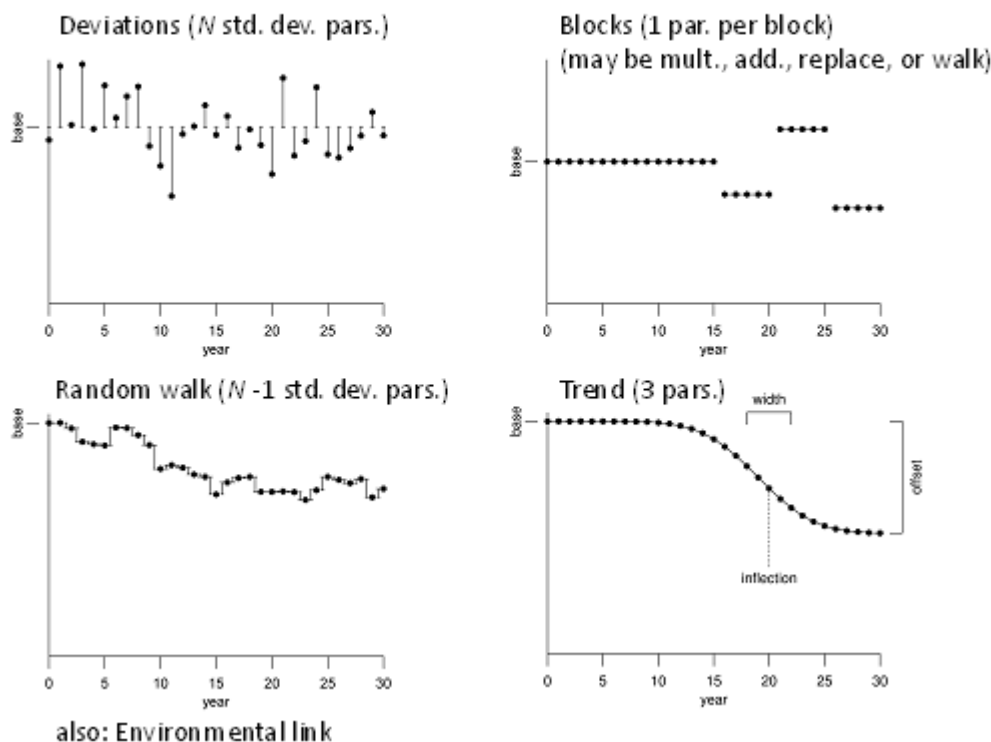 Deviations (N std. dev. pars.)
base
0 5 10 15 20 25 30
year
Blocks (1 par. per block)
(may be mult., add., replace, or walk)
base
0 5 10 15 20 25 30
year
Random walk (N -1 std. dev. pars.)
base
0 5 10 15 20 25 30
year
Trend (3 pars.)
width
base
offset
inflection
0 5 10 15 20 25 30
year
also: Environmental link